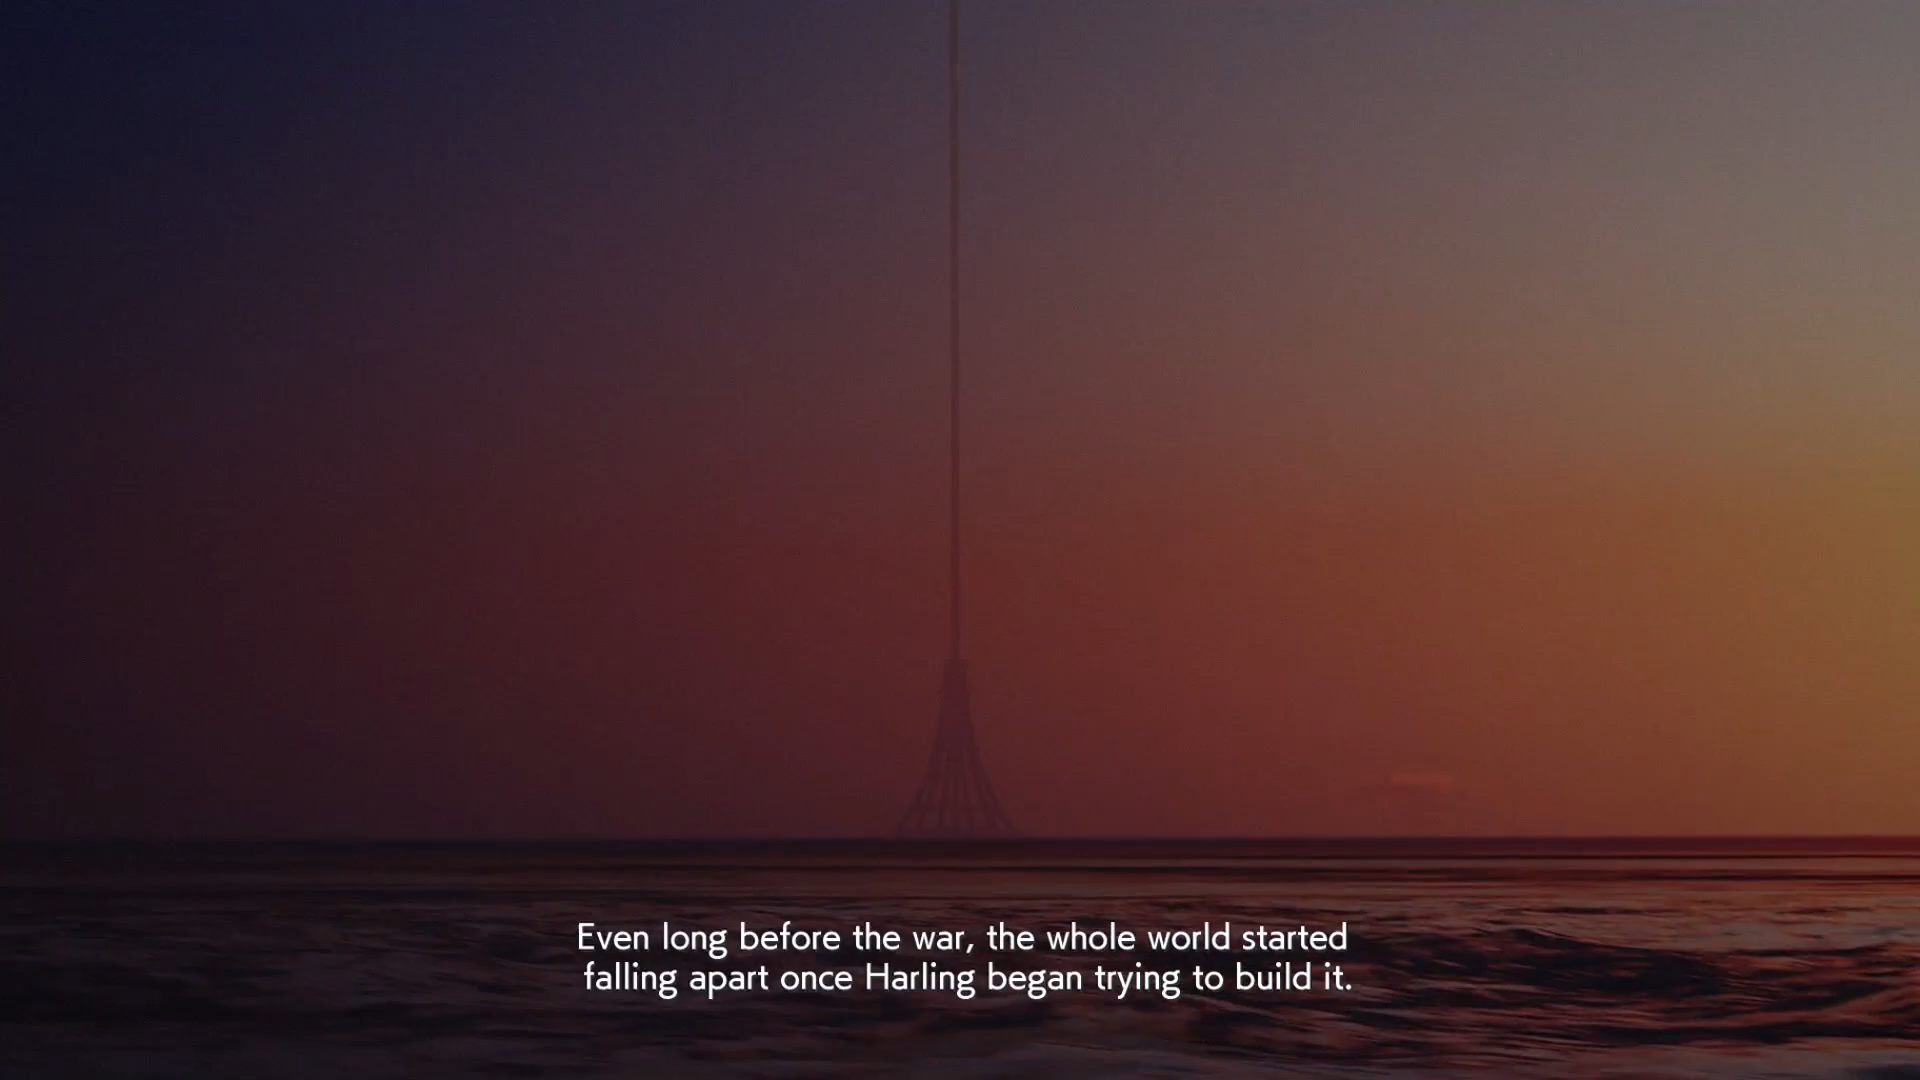 Even long before the war, the whole world started
falling apart once Harling began trying to build it.